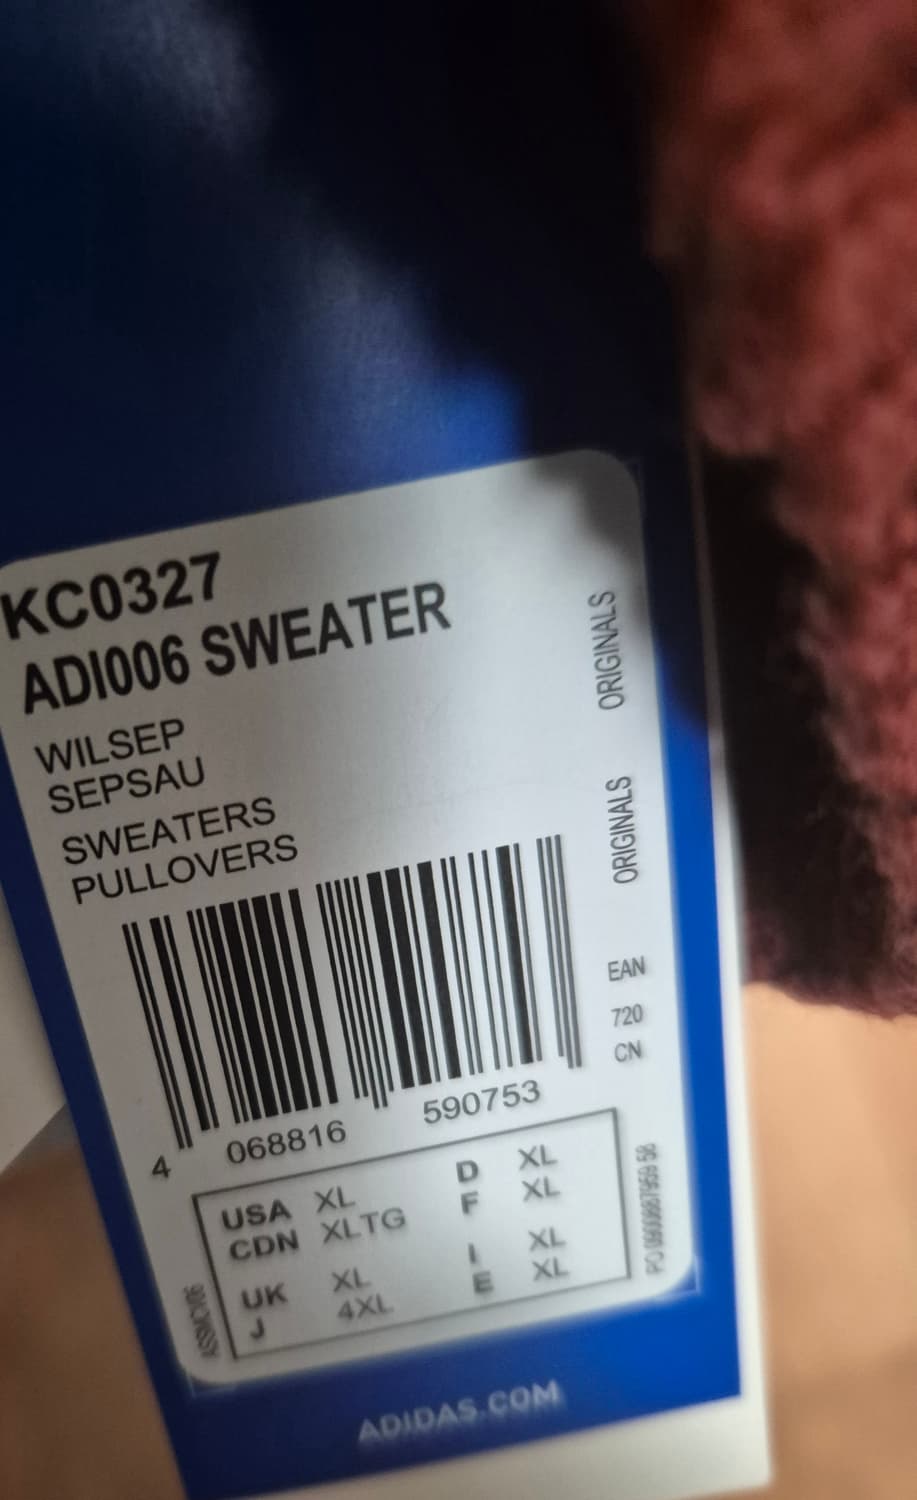 KC0327
ADI006 SWEATER
WILSEP
SEPSAU
SWEATERS
PULLOVERS
ORIGINALS
ORIGINALS
EAN
720
CN
4 068816 590753
USA XL D XL
CDN XLTG F XL
UK XL I XL
J 4XL E XL
ADIDAS.COM